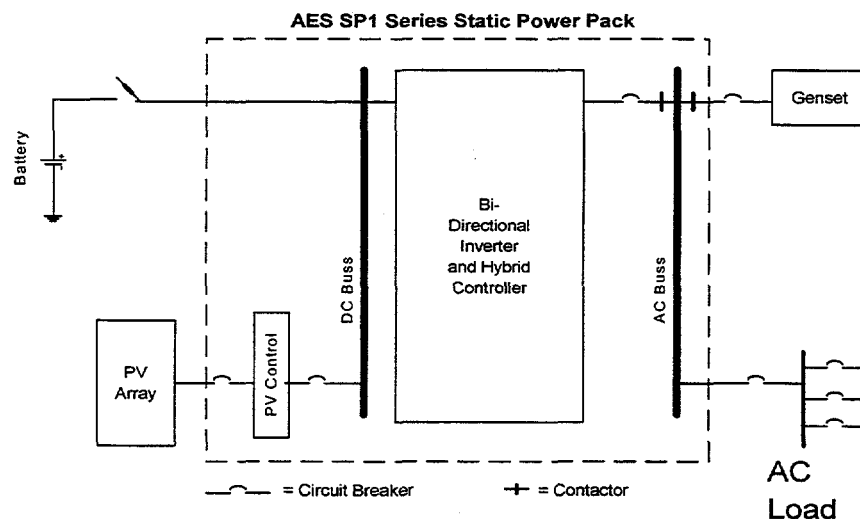 AES SP1 Series Static Power Pack
Battery
Genset
Bi-
Directional
Inverter
and Hybrid
Controller
DC Buss
AC Buss
PV
Array
PV Control
AC
Load
= Circuit Breaker
= Contactor